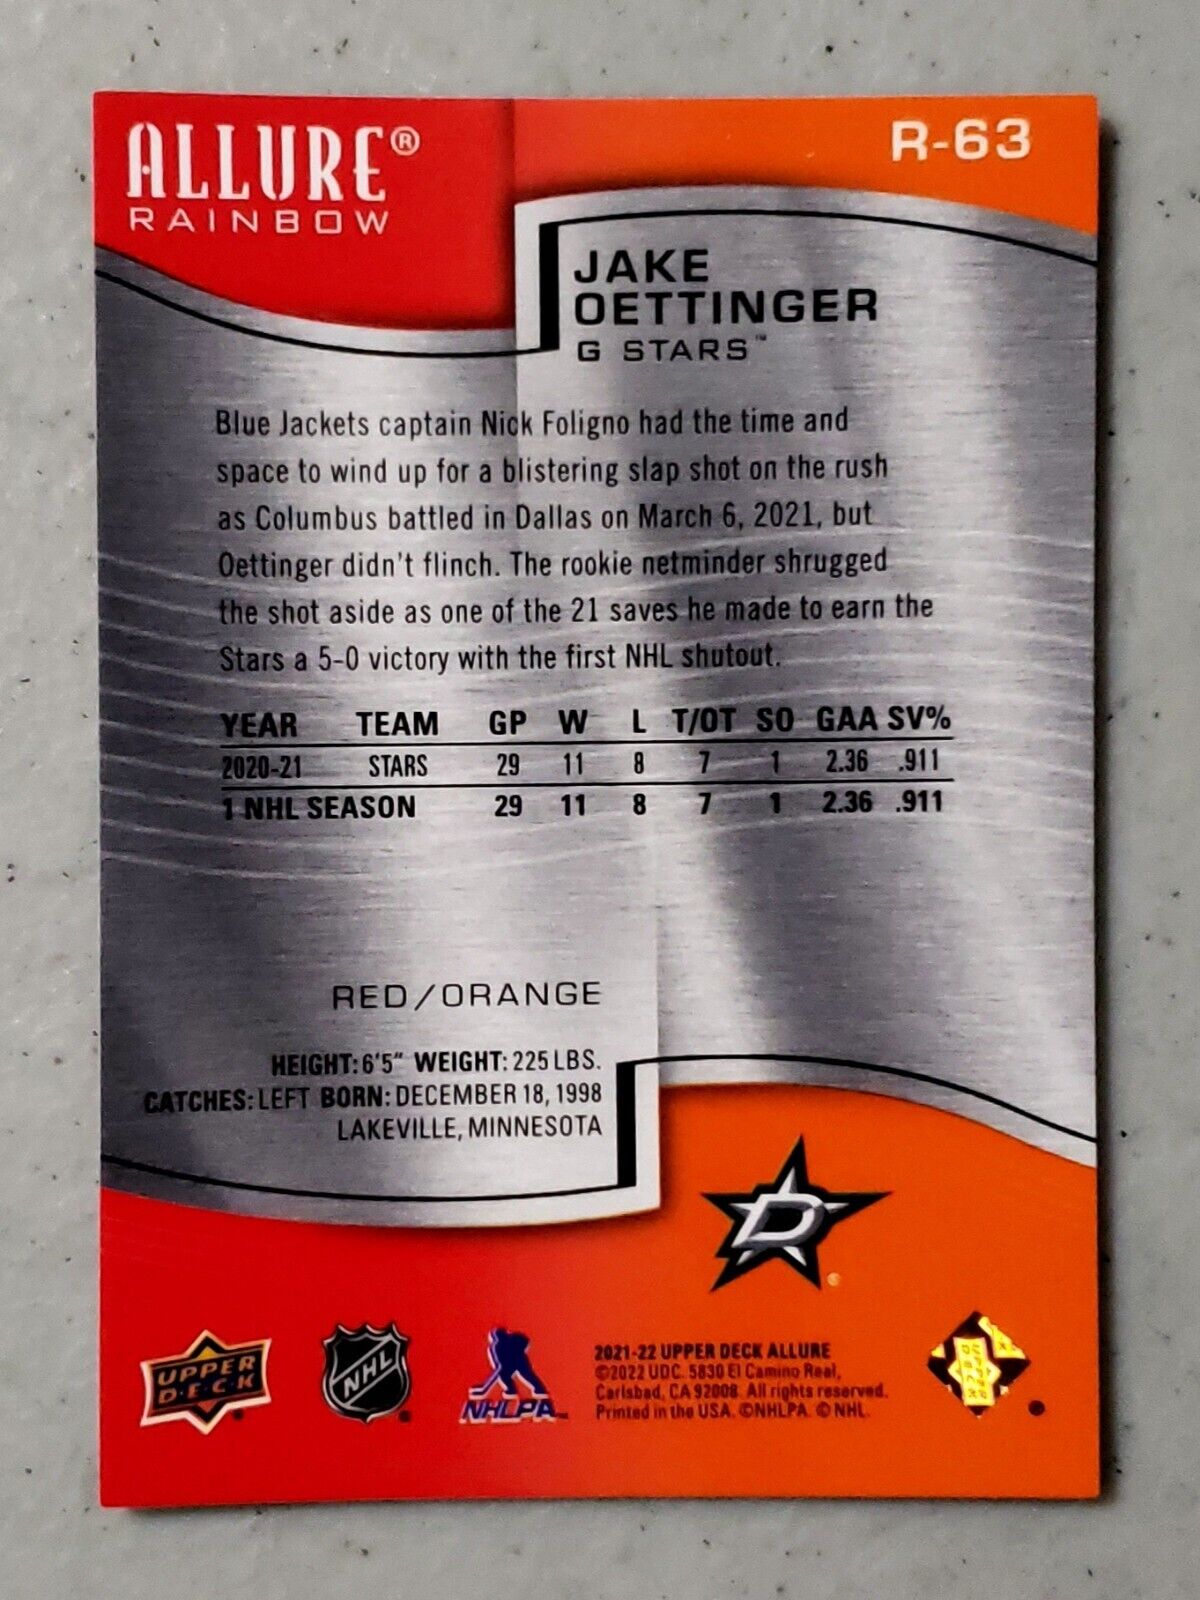 ALLURE®
RAINBOW
R-63
JAKE
OETTINGER
G STARS™
Blue Jackets captain Nick Foligno had the time and
space to wind up for a blistering slap shot on the rush
as Columbus battled in Dallas on March 6, 2021, but
Oettinger didn't flinch. The rookie netminder shrugged
the shot aside as one of the 21 saves he made to earn the
Stars a 5-0 victory with the first NHL shutout.
YEAR TEAM GP W L T/OT SO GAA SV%
2020-21 STARS 29 11 8 7 1 2.36 .911
1 NHL SEASON 29 11 8 7 1 2.36 .911
RED/ORANGE
HEIGHT: 6'5" WEIGHT: 225 LBS.
CATCHES: LEFT BORN: DECEMBER 18, 1998
LAKEVILLE, MINNESOTA
D
UPPER
D·E·C·K
NHL
NHLPA
2021-22 UPPER DECK ALLURE
©2022 UDC. 5830 El Camino Real,
Carlsbad, CA 92008. All rights reserved.
Printed in the USA. ©NHLPA. © NHL.